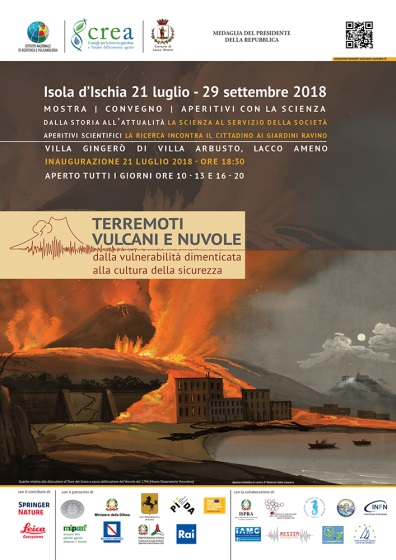 ISTITUTO NAZIONALE
DI GEOFISICA E VULCANOLOGIA
crea
Consiglio per la ricerca in agricoltura
e l'analisi dell'economia agraria
Comune di
Lacco Ameno
MEDAGLIA DEL PRESIDENTE
DELLA REPUBBLICA
Isola d'Ischia 21 luglio - 29 settembre 2018
MOSTRA | CONVEGNO | APERITIVI CON LA SCIENZA
DALLA STORIA ALL'ATTUALITÀ LA SCIENZA AL SERVIZIO DELLA SOCIETÀ
APERITIVI SCIENTIFICI LA RICERCA INCONTRA IL CITTADINO AI GIARDINI RAVINO
VILLA GINGERÒ DI VILLA ARBUSTO, LACCO AMENO
INAUGURAZIONE 21 LUGLIO 2018 - ORE 18:30
APERTO TUTTI I GIORNI ORE 10 - 13 E 16 - 20
TERREMOTI
VULCANI E NUVOLE
dalla vulnerabilità dimenticata
alla cultura della sicurezza
con il contributo di:
con il patrocinio di:
con la collaborazione di:
SPRINGER
NATURE
Leica
Geosystems
Ministero della Difesa
mipaaf
Rai
ISPRA
IAMC
RESISM
INFN